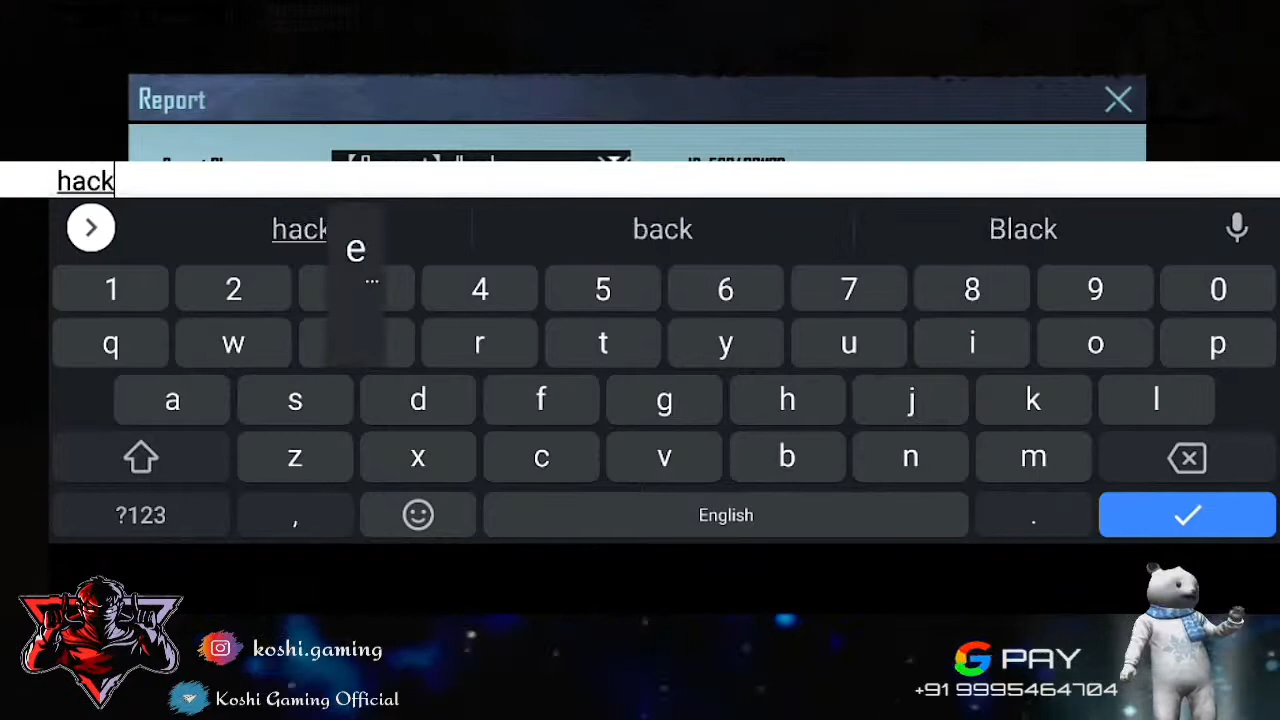 Report
hack
hack back Black
e
...
1 2 4 5 6 7 8 9 0
q w r t y u i o p
a s d f g h j k l
z x c v b n m
?123 , English .
koshi.gaming
G PAY
+91 9995464704
Koshi Gaming Official